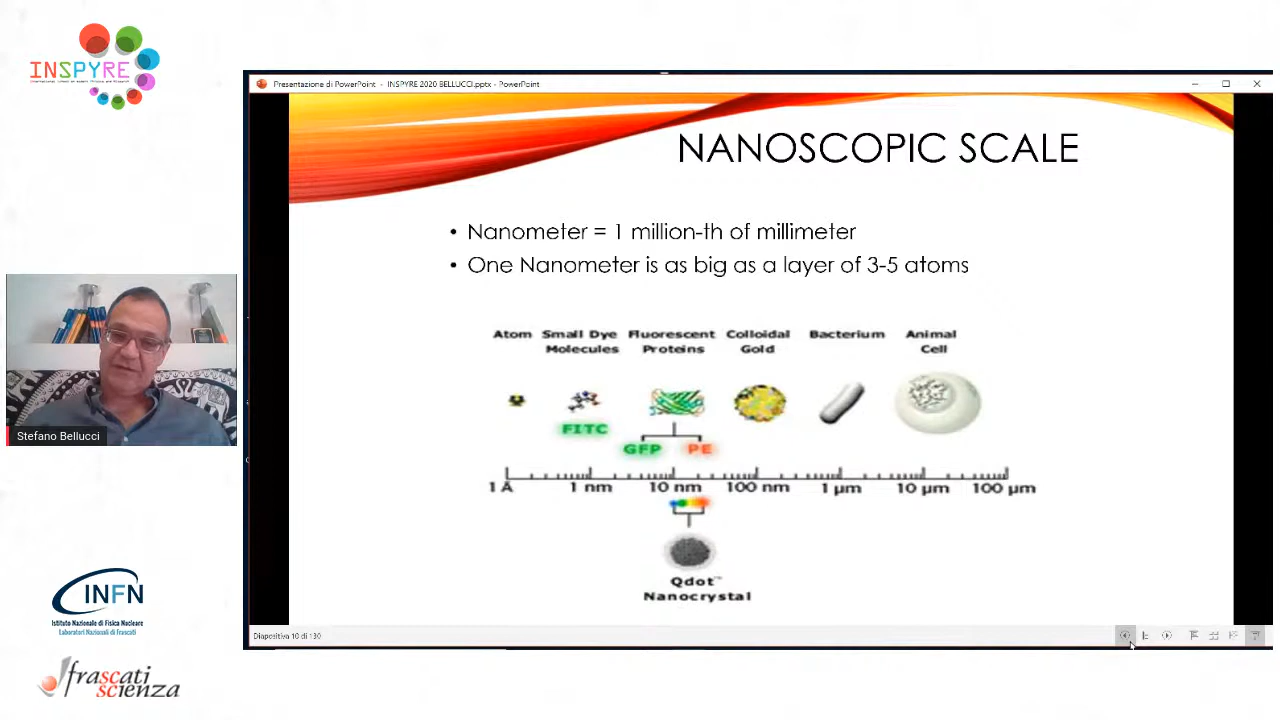 INSPYRE
Presentazione di PowerPoint - INSPYRE 2020 BELLUCCI.pptx - PowerPoint
NANOSCOPIC SCALE
• Nanometer = 1 million-th of millimeter
• One Nanometer is as big as a layer of 3-5 atoms
Atom Small Dye Fluorescent Colloidal Bacterium Animal
Molecules Proteins Gold Cell
FITC
GFP PE
1 Å 1 nm 10 nm 100 nm 1 µm 10 µm 100 µm
Qdot™
Nanocrystal
Stefano Bellucci
INFN
Istituto Nazionale di Fisica Nucleare
Laboratori Nazionali di Frascati
frascati
scienza
Diapositiva 10 di 130